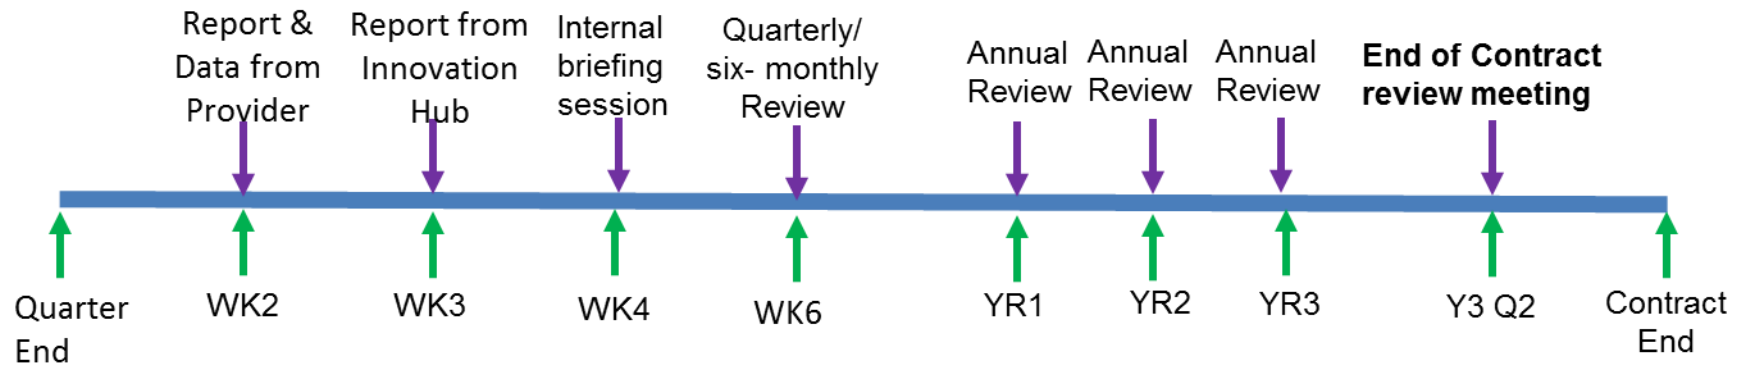 Report &
Data from
Provider
Report from
Innovation
Hub
Internal
briefing
session
Quarterly/
six- monthly
Review
Annual
Review
Annual
Review
Annual
Review
End of Contract
review meeting
Quarter
End
WK2
WK3
WK4
WK6
YR1
YR2
YR3
Y3 Q2
Contract
End